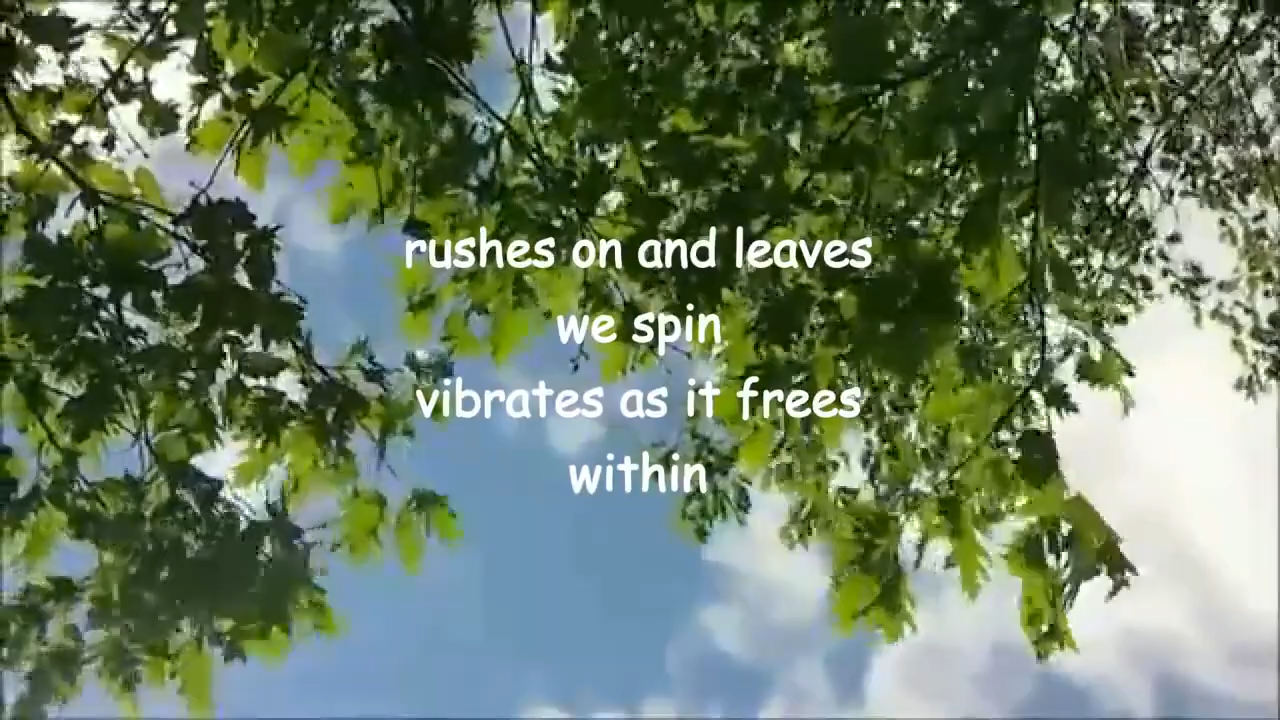 rushes on and leaves
we spin
vibrates as it frees
within